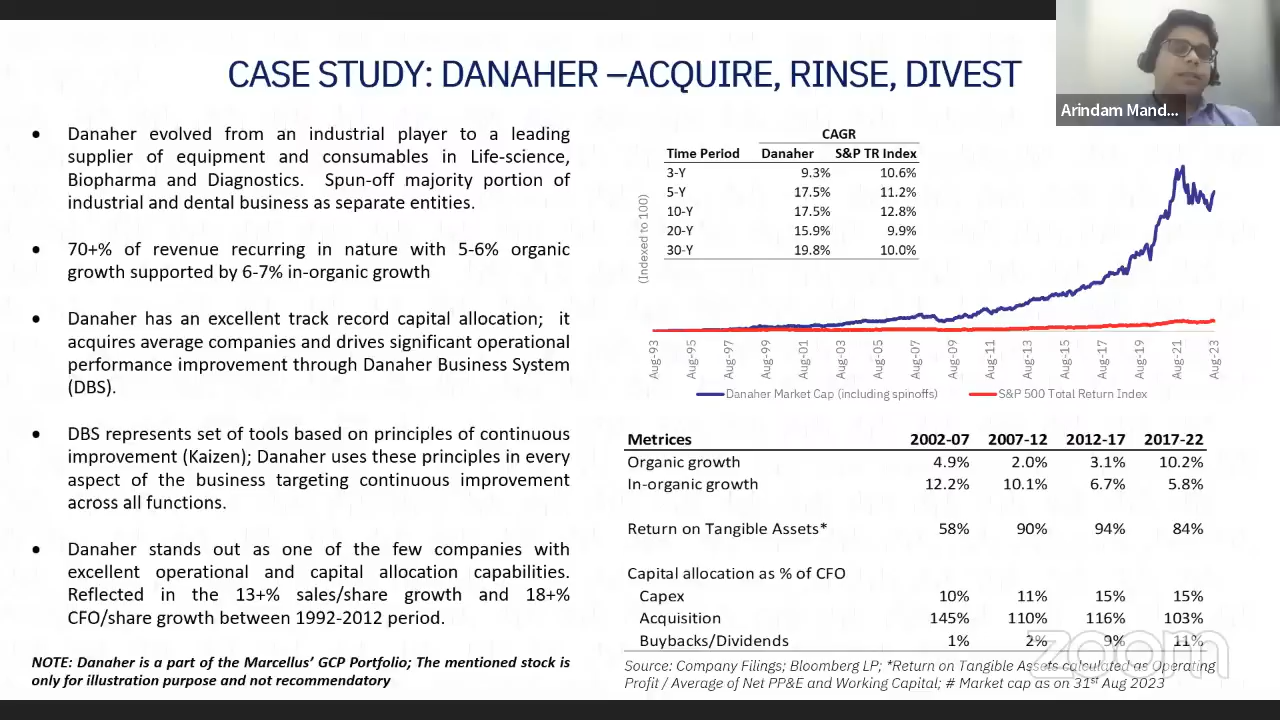 CASE STUDY: DANAHER –ACQUIRE, RINSE, DIVEST
Arindam Mand...
• Danaher evolved from an industrial player to a leading
supplier of equipment and consumables in Life-science,
Biopharma and Diagnostics. Spun-off majority portion of
industrial and dental business as separate entities.
• 70+% of revenue recurring in nature with 5-6% organic
growth supported by 6-7% in-organic growth
• Danaher has an excellent track record capital allocation; it
acquires average companies and drives significant operational
performance improvement through Danaher Business System
(DBS).
• DBS represents set of tools based on principles of continuous
improvement (Kaizen); Danaher uses these principles in every
aspect of the business targeting continuous improvement
across all functions.
• Danaher stands out as one of the few companies with
excellent operational and capital allocation capabilities.
Reflected in the 13+% sales/share growth and 18+%
CFO/share growth between 1992-2012 period.
NOTE: Danaher is a part of the Marcellus’ GCP Portfolio; The mentioned stock is
only for illustration purpose and not recommendatory
CAGR
Time Period Danaher S&P TR Index
3-Y 9.3% 10.6%
5-Y 17.5% 11.2%
10-Y 17.5% 12.8%
20-Y 15.9% 9.9%
30-Y 19.8% 10.0%
(Indexed to 100)
Aug-93 Aug-95 Aug-97 Aug-99 Aug-01 Aug-03 Aug-05 Aug-07 Aug-09 Aug-11 Aug-13 Aug-15 Aug-17 Aug-19 Aug-21 Aug-23
Danaher Market Cap (including spinoffs) S&P 500 Total Return Index
Metrices 2002-07 2007-12 2012-17 2017-22
Organic growth 4.9% 2.0% 3.1% 10.2%
In-organic growth 12.2% 10.1% 6.7% 5.8%
Return on Tangible Assets* 58% 90% 94% 84%
Capital allocation as % of CFO
Capex 10% 11% 15% 15%
Acquisition 145% 110% 116% 103%
Buybacks/Dividends 1% 2% 9% 11%
Source: Company Filings; Bloomberg LP; *Return on Tangible Assets calculated as Operating
Profit / Average of Net PP&E and Working Capital; # Market cap as on 31st Aug 2023
zoom